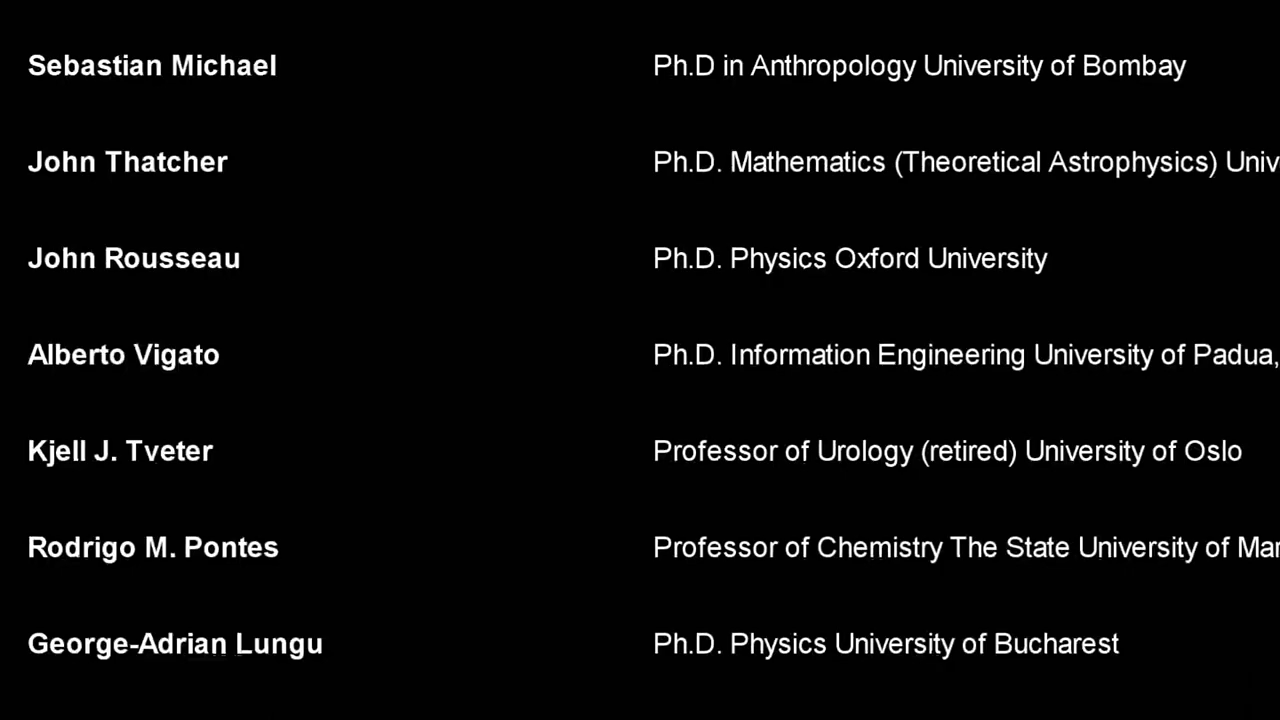 Sebastian Michael Ph.D in Anthropology University of Bombay
John Thatcher Ph.D. Mathematics (Theoretical Astrophysics)
John Rousseau Ph.D. Physics Oxford University
Alberto Vigato Ph.D. Information Engineering University of Padua,
Kjell J. Tveter Professor of Urology (retired) University of Oslo
Rodrigo M. Pontes Professor of Chemistry The State University of
George-Adrian Lungu Ph.D. Physics University of Bucharest